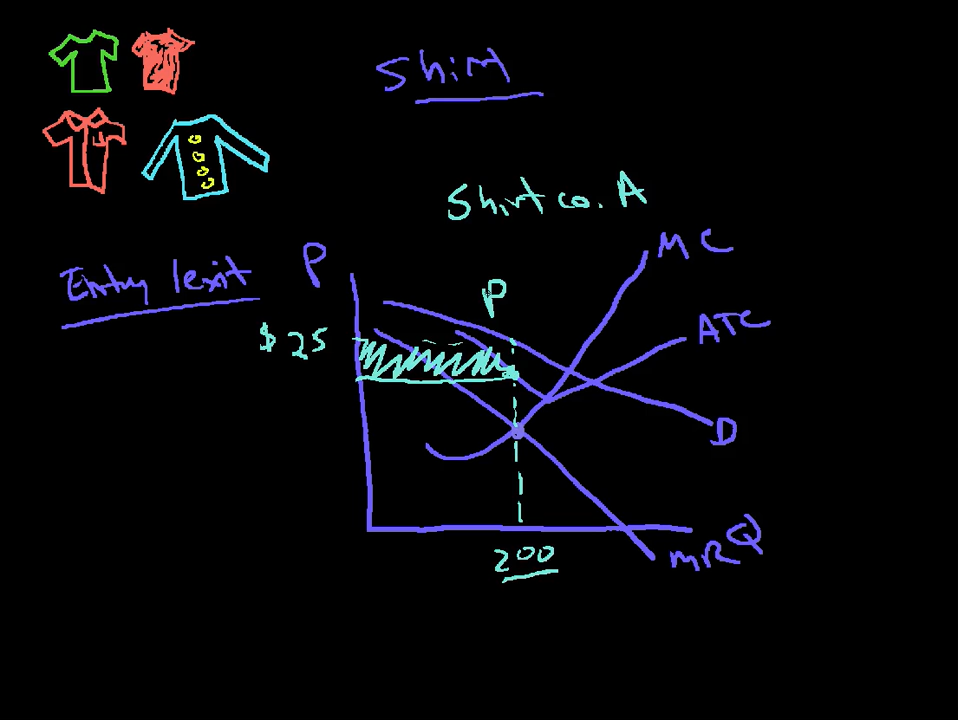 Shirt
Shirt co. A
Entry / exit
P
MC
P
ATC
$25
D
Q
MR
200